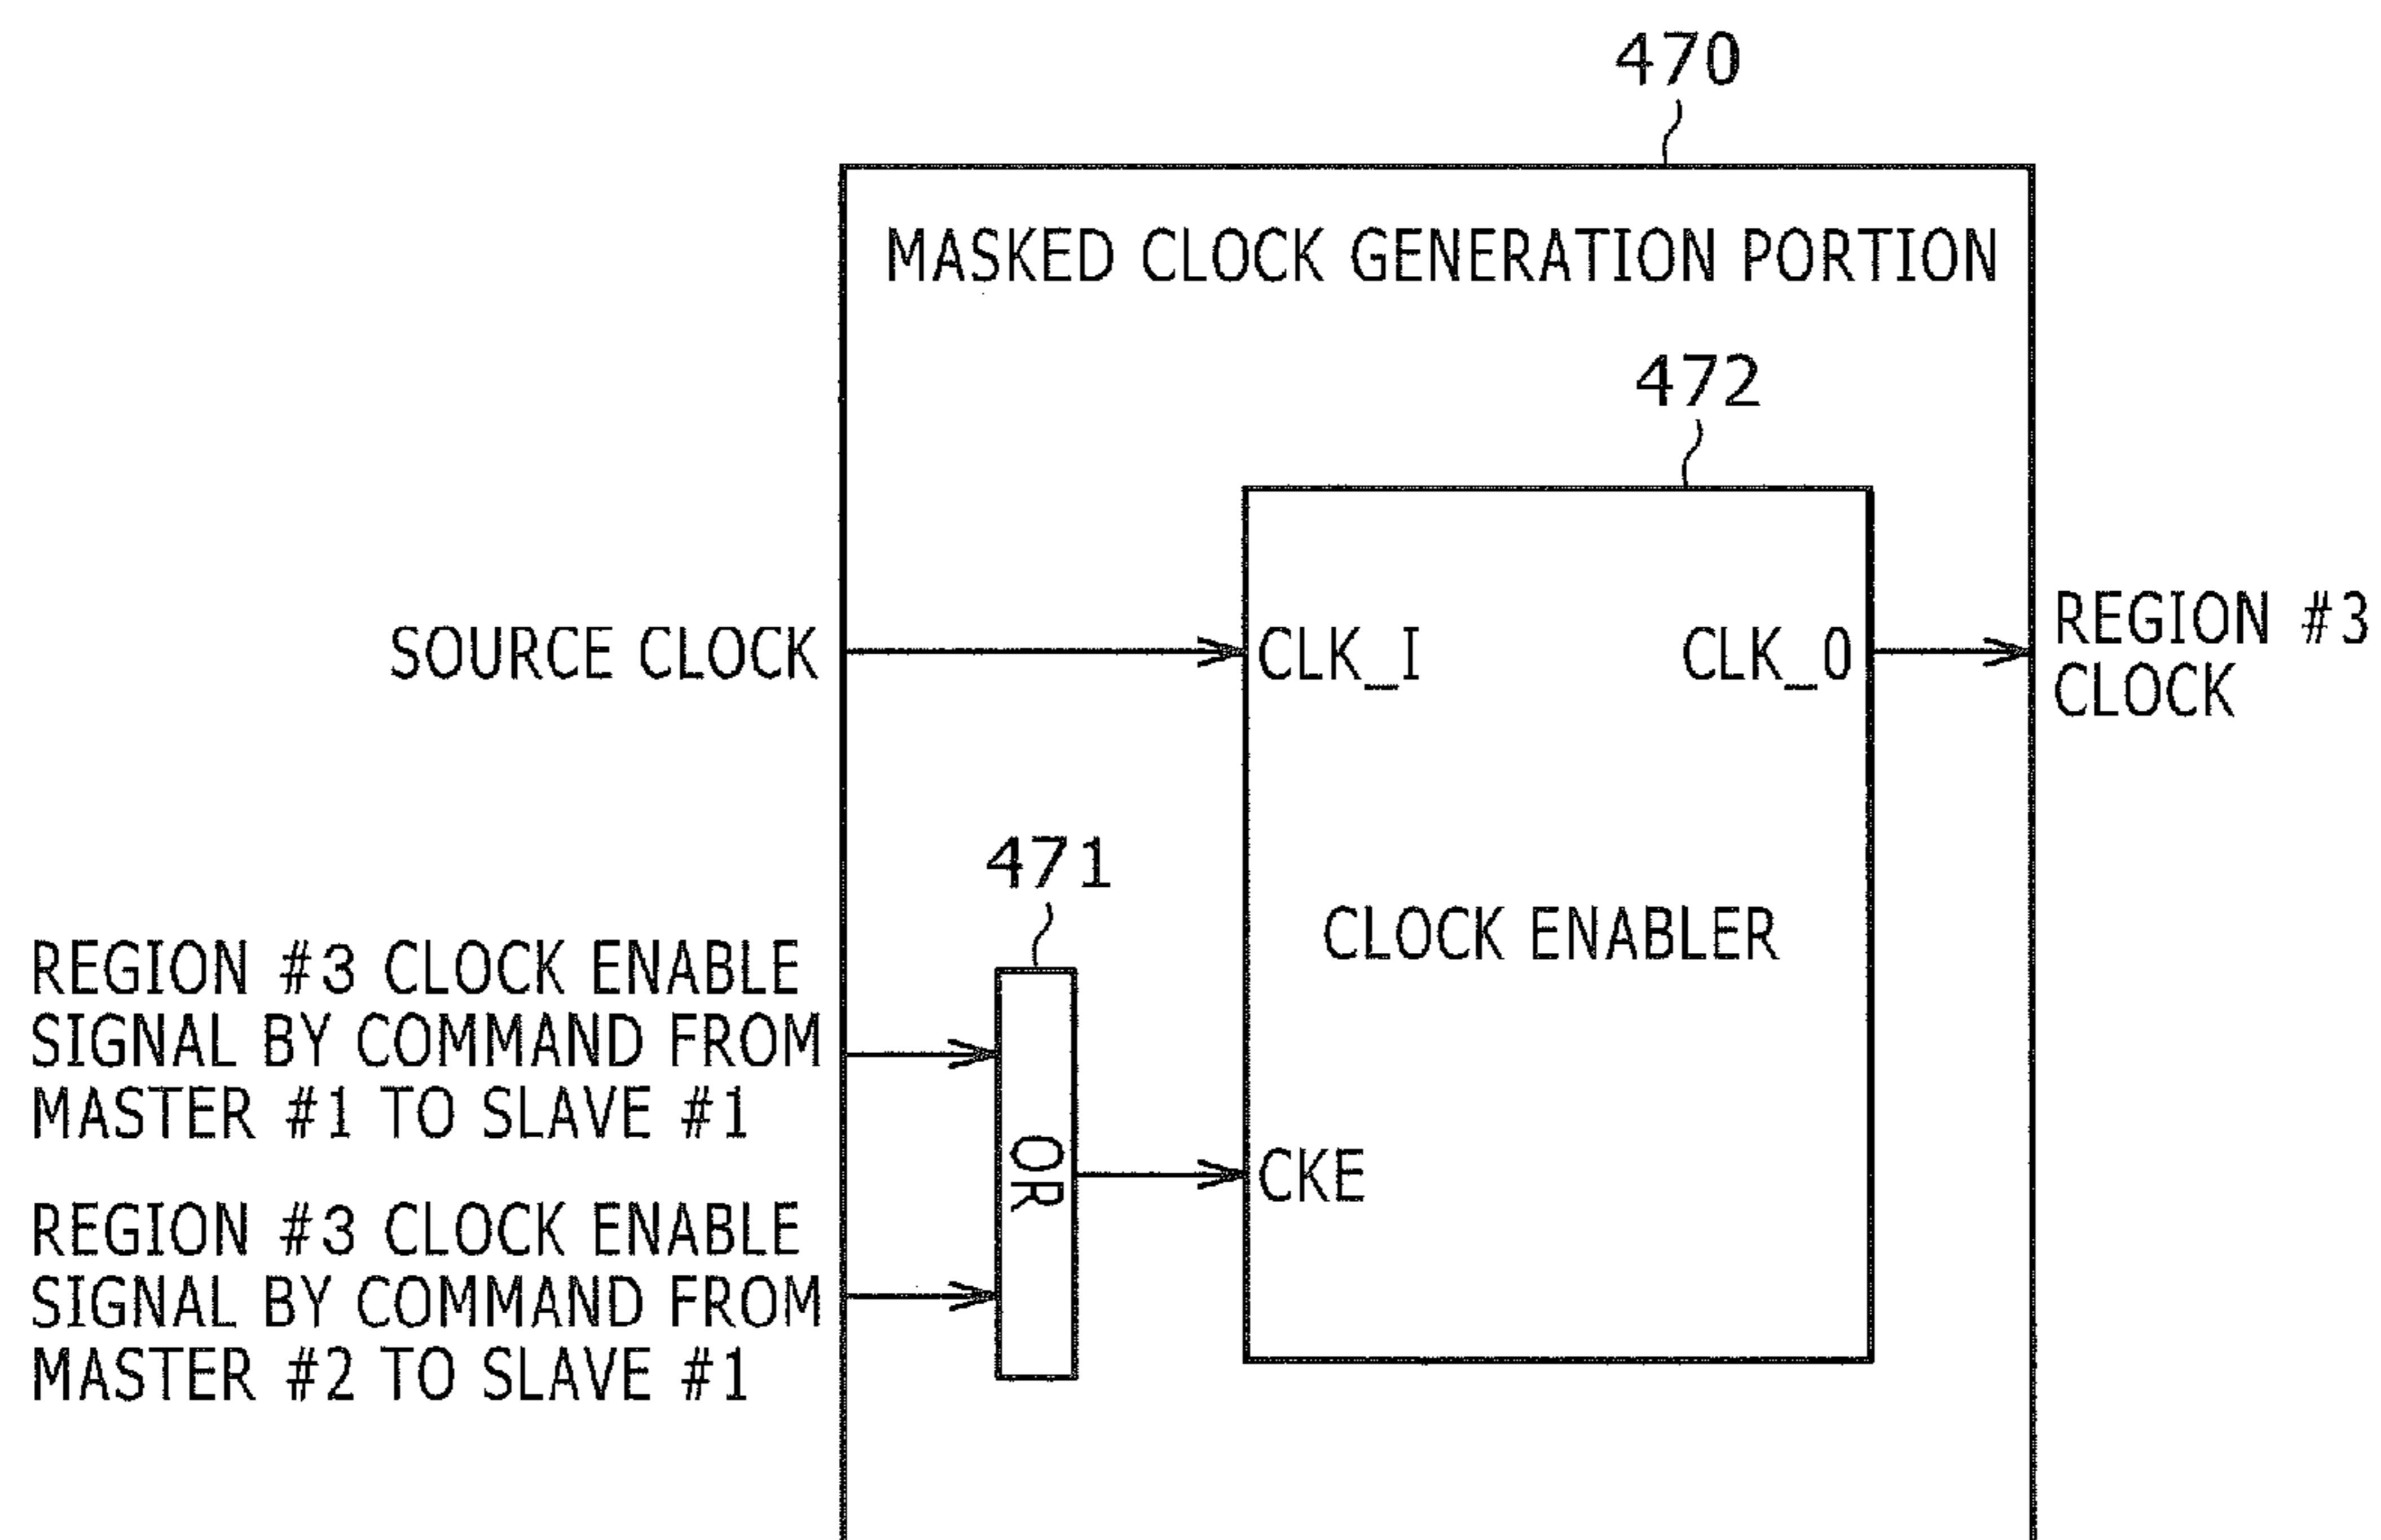 470
MASKED CLOCK GENERATION PORTION
472
SOURCE CLOCK
CLK_I
CLK_O
REGION #3
CLOCK
471
CLOCK ENABLER
REGION #3 CLOCK ENABLE
SIGNAL BY COMMAND FROM
MASTER #1 TO SLAVE #1
OR
CKE
REGION #3 CLOCK ENABLE
SIGNAL BY COMMAND FROM
MASTER #2 TO SLAVE #1